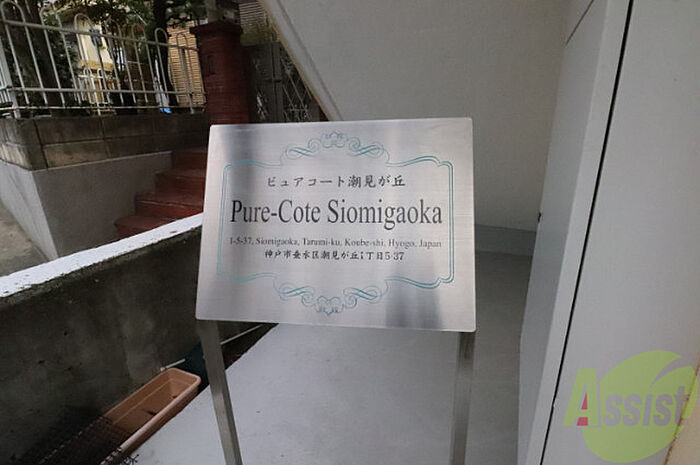 ピュアコート潮見が丘
Pure-Cote Siomigaoka
1-5-37, Siomigaoka, Tarumi-ku, Koube-shi, Hyogo, Japan
神戸市垂水区潮見が丘1丁目5-37
Assist